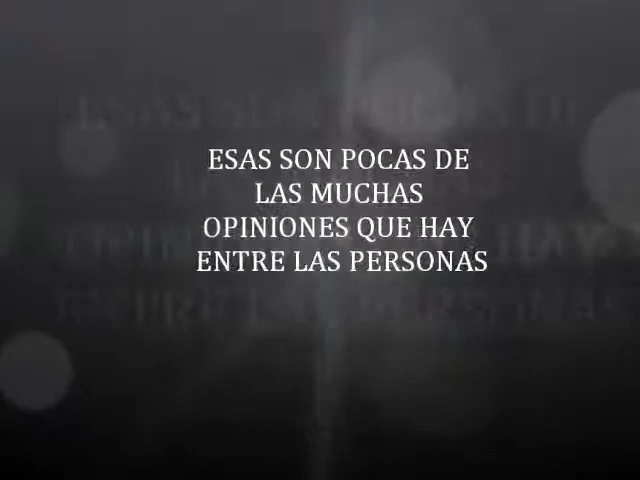 ESAS SON POCAS DE
LAS MUCHAS
OPINIONES QUE HAY
ENTRE LAS PERSONAS